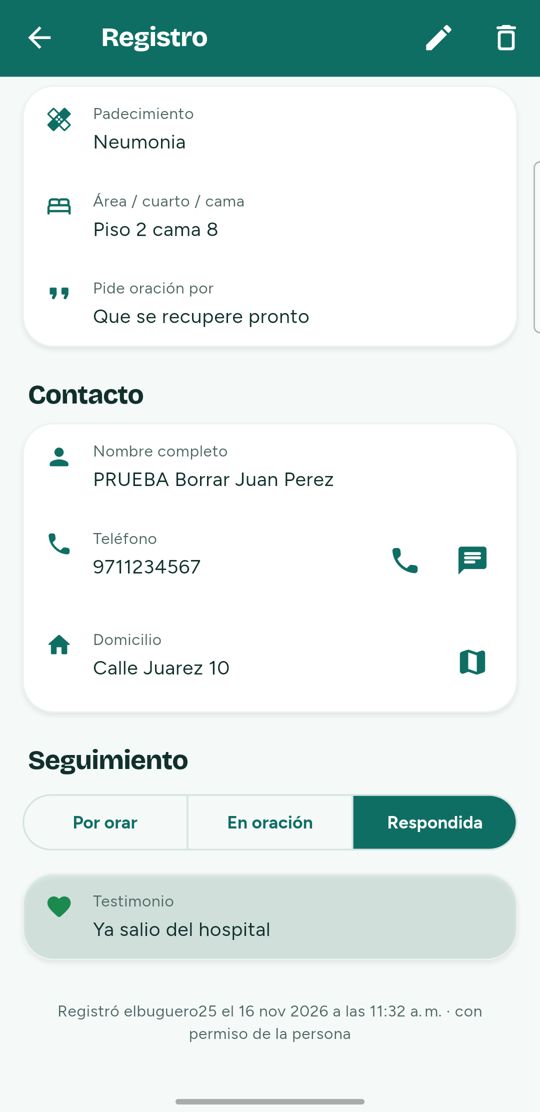 Registro
Padecimiento
Neumonia
Área / cuarto / cama
Piso 2 cama 8
Pide oración por
Que se recupere pronto
Contacto
Nombre completo
PRUEBA Borrar Juan Perez
Teléfono
9711234567
Domicilio
Calle Juarez 10
Seguimiento
Por orar
En oración
Respondida
Testimonio
Ya salio del hospital
Registró elbuguero25 el 16 nov 2026 a las 11:32 a. m. · con
permiso de la persona